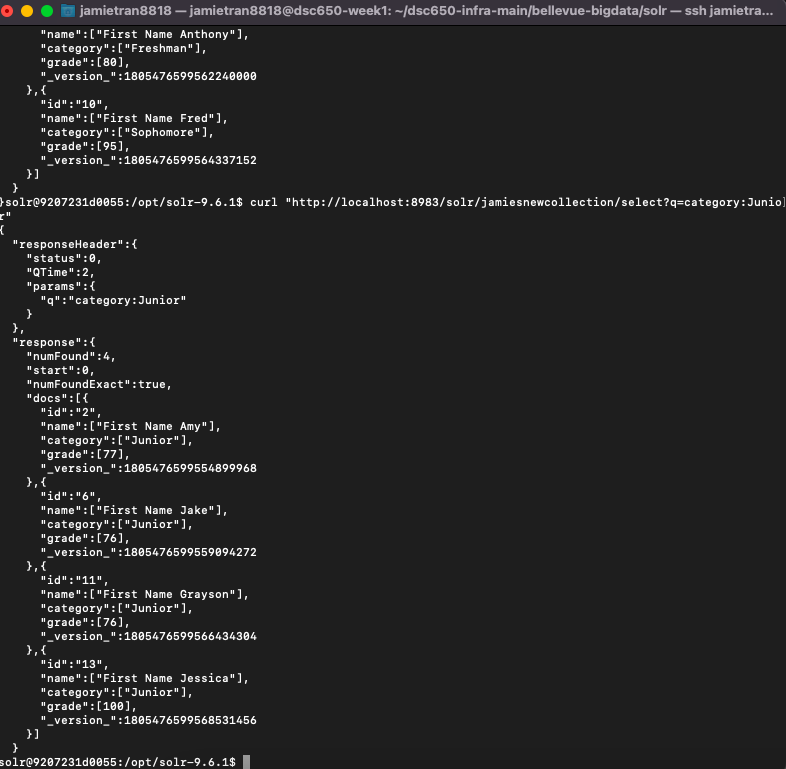 jamietran8818 — jamietran8818@dsc650-week1: ~/dsc650-infra-main/bellevue-bigdata/solr — ssh jamietra...
"name":["First Name Anthony"],
"category":["Freshman"],
"grade":[80],
"_version_":1805476599562240000
},{
"id":"10",
"name":["First Name Fred"],
"category":["Sophomore"],
"grade":[95],
"_version_":1805476599564337152
}]
}
}solr@9207231d0055:/opt/solr-9.6.1$ curl "http://localhost:8983/solr/jamiesnewcollection/select?q=category:Junio
r"
{
"responseHeader":{
"status":0,
"QTime":2,
"params":{
"q":"category:Junior"
}
},
"response":{
"numFound":4,
"start":0,
"numFoundExact":true,
"docs":[{
"id":"2",
"name":["First Name Amy"],
"category":["Junior"],
"grade":[77],
"_version_":1805476599554899968
},{
"id":"6",
"name":["First Name Jake"],
"category":["Junior"],
"grade":[76],
"_version_":1805476599559094272
},{
"id":"11",
"name":["First Name Grayson"],
"category":["Junior"],
"grade":[76],
"_version_":1805476599566434304
},{
"id":"13",
"name":["First Name Jessica"],
"category":["Junior"],
"grade":[100],
"_version_":1805476599568531456
}]
}
solr@9207231d0055:/opt/solr-9.6.1$